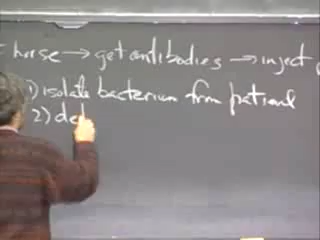 horse → get antibodies → inject
1) isolate bacterium from patient
2) de